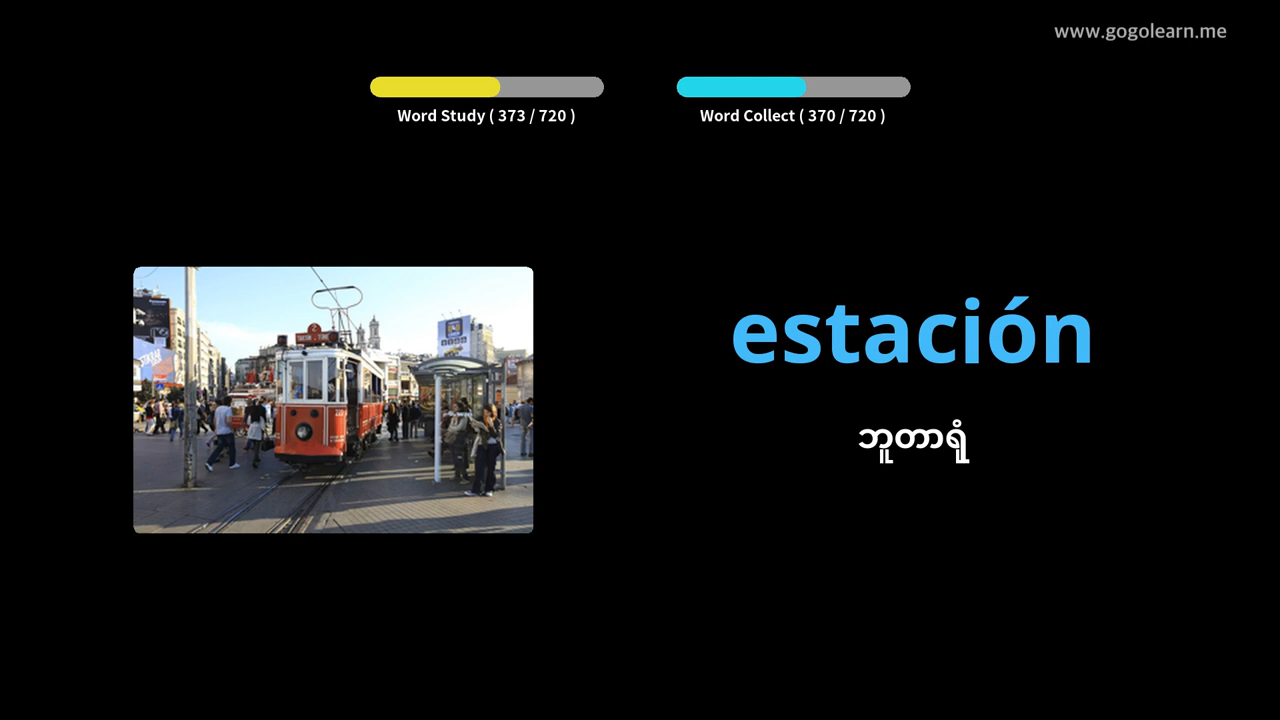 www.gogolearn.me
Word Study ( 373 / 720 )
Word Collect ( 370 / 720 )
estación
ဘူတာရုံ